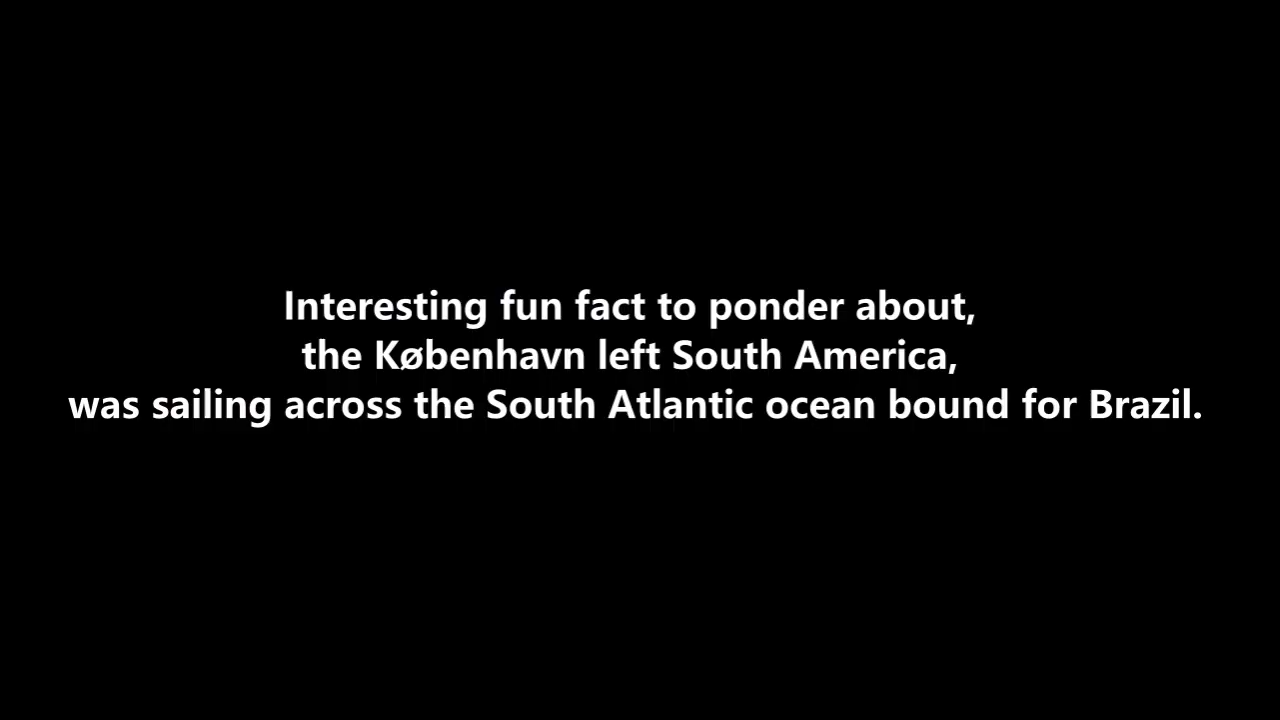 Interesting fun fact to ponder about,
the København left South America,
was sailing across the South Atlantic ocean bound for Brazil.